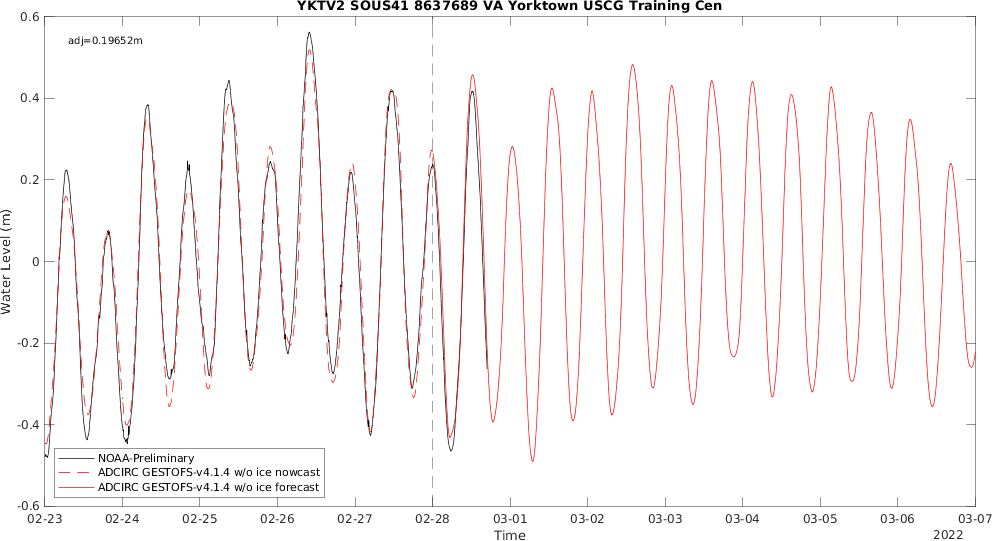 YKTV2 SOUS41 8637689 VA Yorktown USCG Training Cen
adj=0.19652m
0.6
0.4
0.2
0
-0.2
-0.4
-0.6
Water Level (m)
NOAA-Preliminary
ADCIRC GESTOFS-v4.1.4 w/o ice nowcast
ADCIRC GESTOFS-v4.1.4 w/o ice forecast
02-23 02-24 02-25 02-26 02-27 02-28 03-01 03-02 03-03 03-04 03-05 03-06 03-07
Time
2022